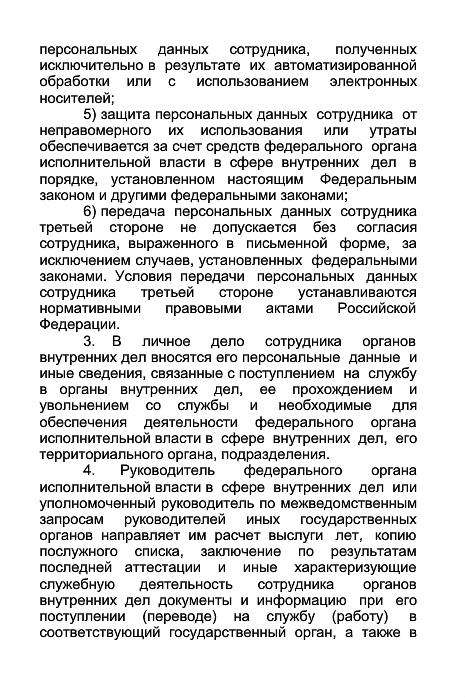 персональных данных сотрудника, полученных
исключительно в результате их автоматизированной
обработки или с использованием электронных
носителей;
5) защита персональных данных сотрудника от
неправомерного их использования или утраты
обеспечивается за счет средств федерального органа
исполнительной власти в сфере внутренних дел в
порядке, установленном настоящим Федеральным
законом и другими федеральными законами;
6) передача персональных данных сотрудника
третьей стороне не допускается без согласия
сотрудника, выраженного в письменной форме, за
исключением случаев, установленных федеральными
законами. Условия передачи персональных данных
сотрудника третьей стороне устанавливаются
нормативными правовыми актами Российской
Федерации.
3. В личное дело сотрудника органов
внутренних дел вносятся его персональные данные и
иные сведения, связанные с поступлением на службу
в органы внутренних дел, ее прохождением и
увольнением со службы и необходимые для
обеспечения деятельности федерального органа
исполнительной власти в сфере внутренних дел, его
территориального органа, подразделения.
4. Руководитель федерального органа
исполнительной власти в сфере внутренних дел или
уполномоченный руководитель по межведомственным
запросам руководителей иных государственных
органов направляет им расчет выслуги лет, копию
послужного списка, заключение по результатам
последней аттестации и иные характеризующие
служебную деятельность сотрудника органов
внутренних дел документы и информацию при его
поступлении (переводе) на службу (работу) в
соответствующий государственный орган, а также в